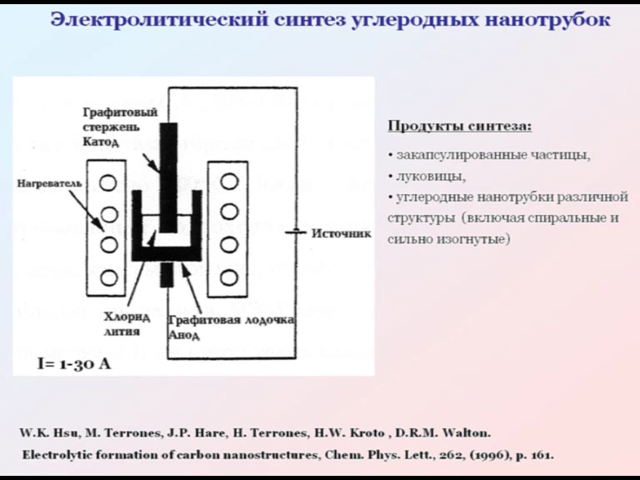 Электролитический синтез углеродных нанотрубок
Графитовый
стержень
Катод
Нагреватель
Источник
Хлорид
лития
Графитовая лодочка
Анод
I= 1-30 А
Продукты синтеза:
• закапсулированные частицы,
• луковицы,
• углеродные нанотрубки различной
структуры (включая спиральные и
сильно изогнутые)
W.K. Hsu, M. Terrones, J.P. Hare, H. Terrones, H.W. Kroto , D.R.M. Walton.
Electrolytic formation of carbon nanostructures, Chem. Phys. Lett., 262, (1996), p. 161.